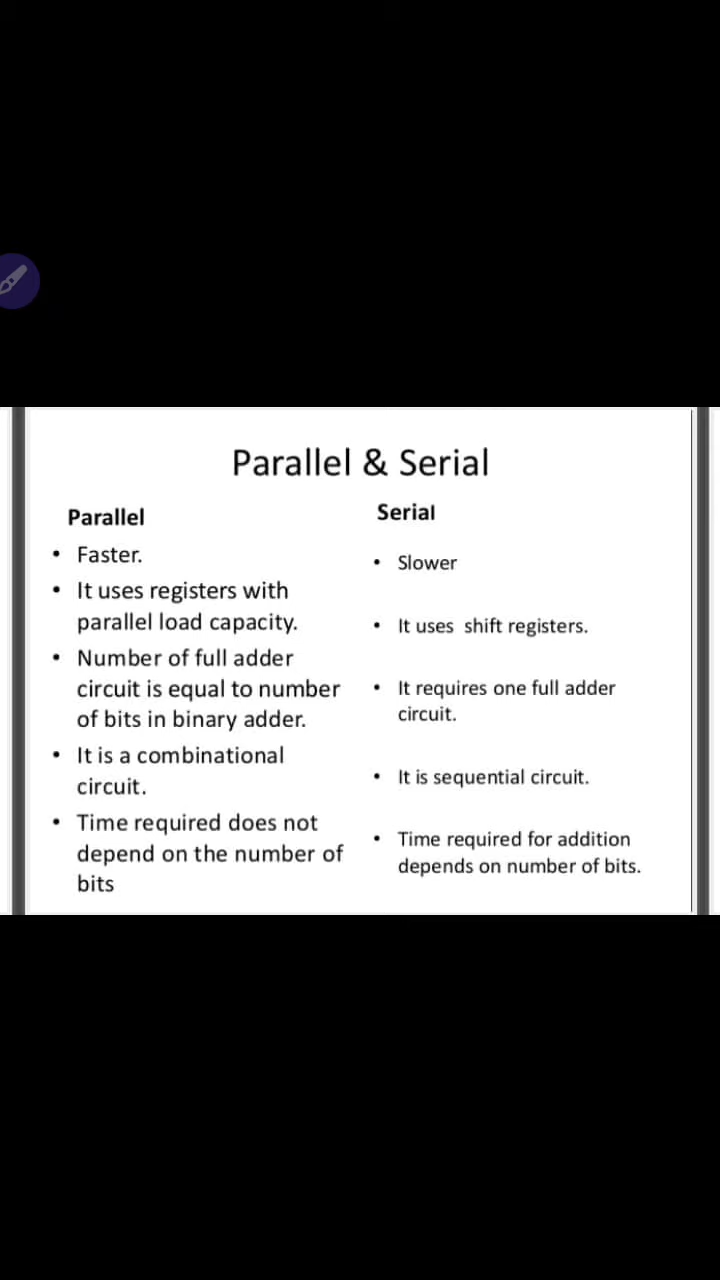 Parallel & Serial
Parallel
• Faster.
• It uses registers with
parallel load capacity.
• Number of full adder
circuit is equal to number
of bits in binary adder.
• It is a combinational
circuit.
• Time required does not
depend on the number of
bits
Serial
• Slower
• It uses  shift registers.
• It requires one full adder
circuit.
• It is sequential circuit.
• Time required for addition
depends on number of bits.